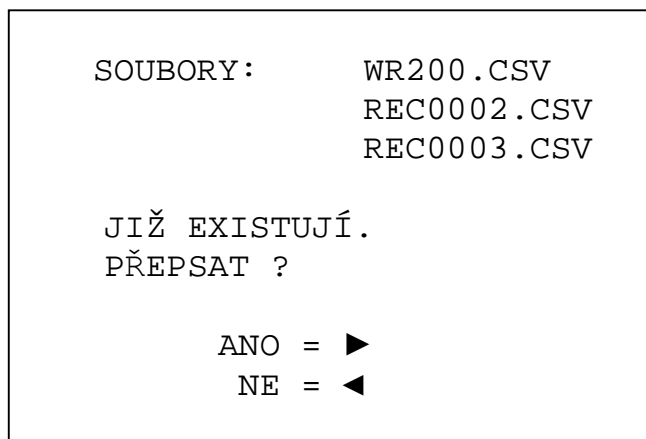 SOUBORY: WR200.CSV
REC0002.CSV
REC0003.CSV
JIŽ EXISTUJÍ.
PŘEPSAT ?
ANO = ►
NE = ◄